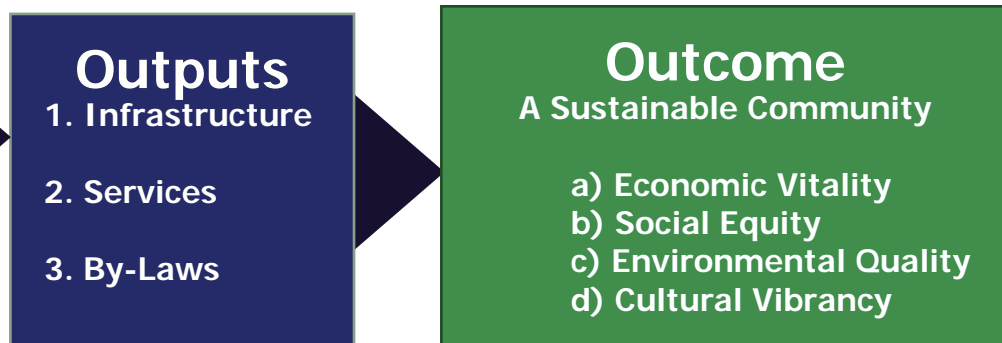 Outputs
1. Infrastructure
2. Services
3. By-Laws
Outcome
A Sustainable Community
a) Economic Vitality
b) Social Equity
c) Environmental Quality
d) Cultural Vibrancy